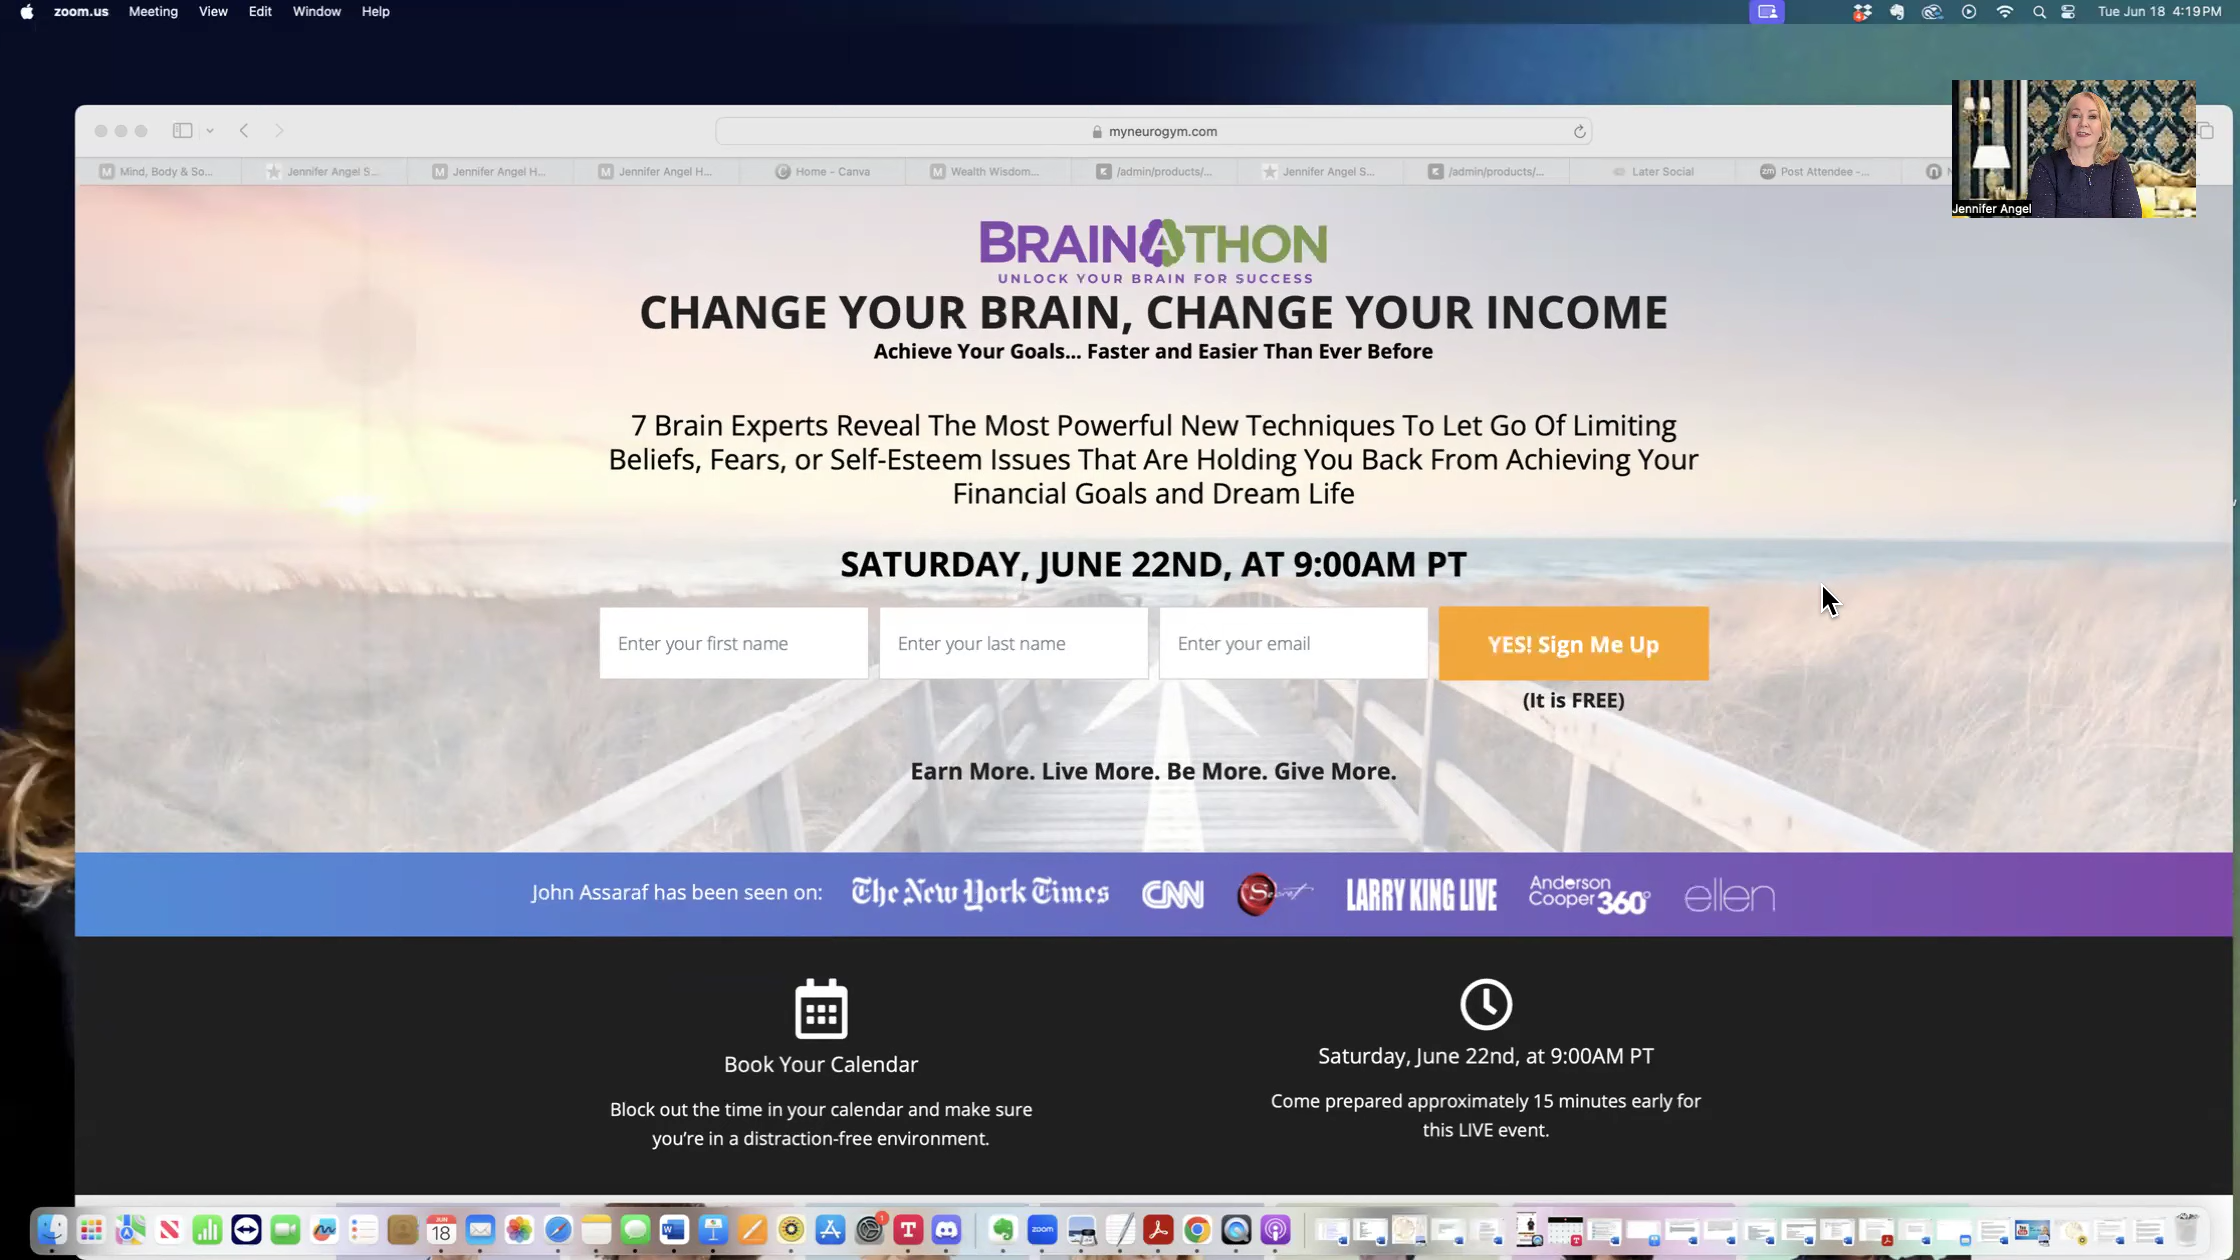 zoom.us Meeting View Edit Window Help
Tue Jun 18 4:19PM
myneurogym.com
Mind, Body & So...
Jennifer Angel S...
Jennifer Angel H...
Jennifer Angel H...
Home – Canva
Wealth Wisdom...
/admin/products/...
Jennifer Angel S...
/admin/products/...
Later Social
Post Attendee -...
Jennifer Angel
BRAINATHON
UNLOCK YOUR BRAIN FOR SUCCESS
CHANGE YOUR BRAIN, CHANGE YOUR INCOME
Achieve Your Goals... Faster and Easier Than Ever Before
7 Brain Experts Reveal The Most Powerful New Techniques To Let Go Of Limiting
Beliefs, Fears, or Self-Esteem Issues That Are Holding You Back From Achieving Your
Financial Goals and Dream Life
SATURDAY, JUNE 22ND, AT 9:00AM PT
Enter your first name
Enter your last name
Enter your email
YES! Sign Me Up
(It is FREE)
Earn More. Live More. Be More. Give More.
John Assaraf has been seen on:
The New York Times
CNN
Secret
LARRY KING LIVE
Anderson
Cooper 360°
ellen
Book Your Calendar
Block out the time in your calendar and make sure
you're in a distraction-free environment.
Saturday, June 22nd, at 9:00AM PT
Come prepared approximately 15 minutes early for
this LIVE event.
JUN
18
zoom